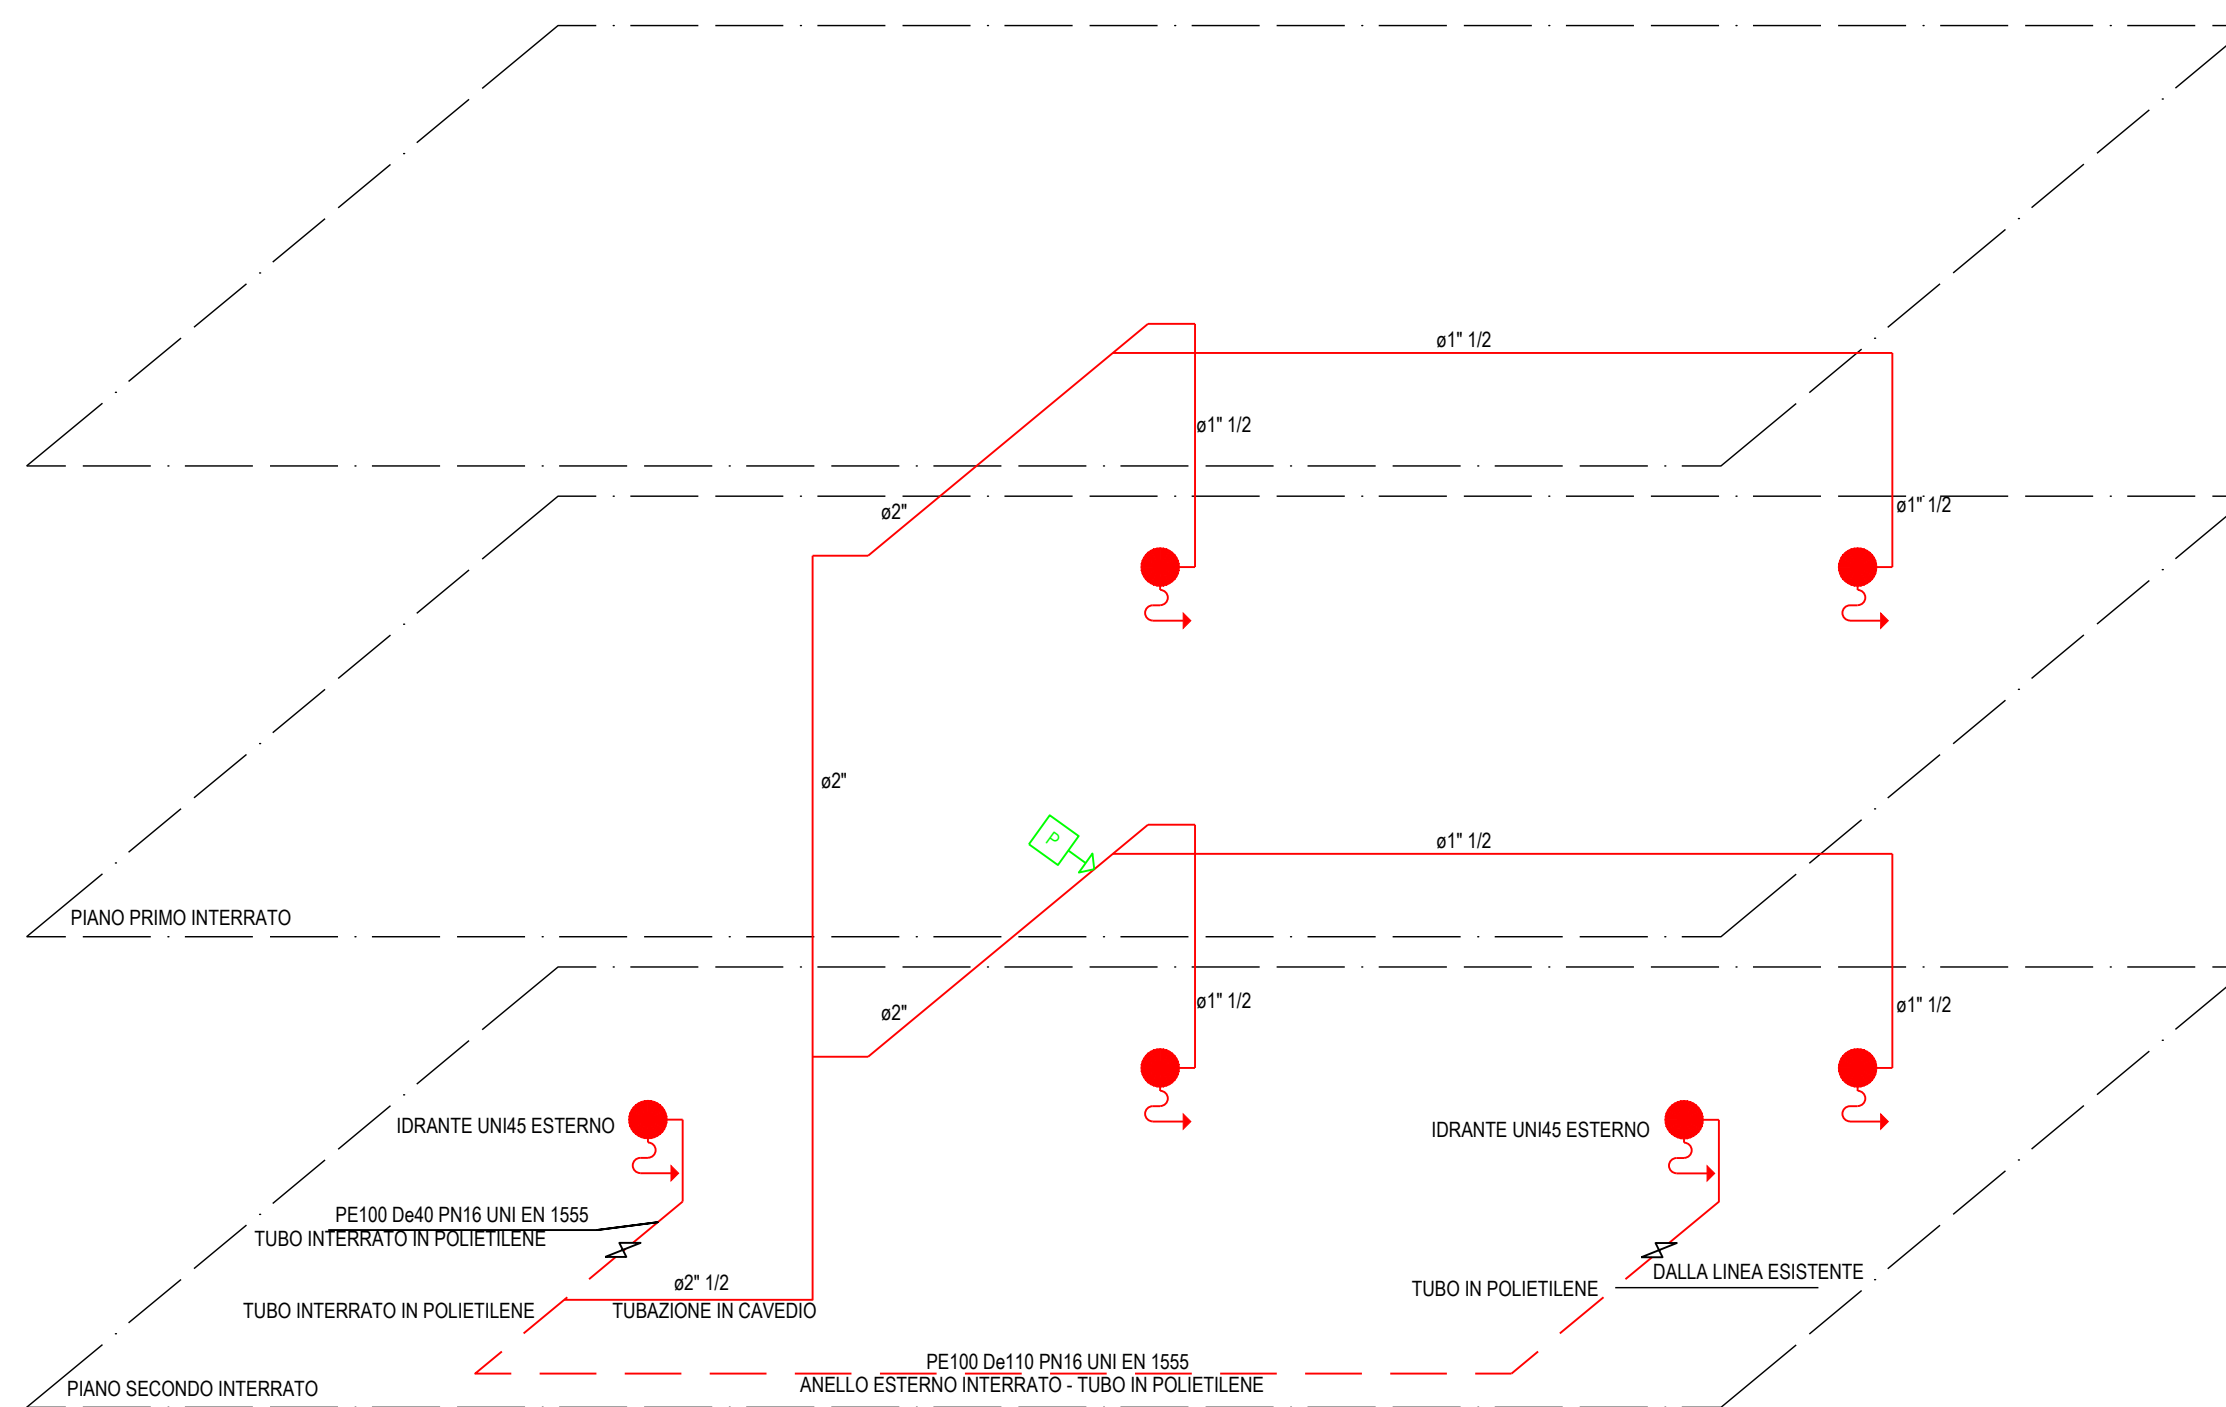 ø1" 1/2
ø1" 1/2
ø1" 1/2
ø2"
ø2"
P
ø1" 1/2
PIANO PRIMO INTERRATO
ø1" 1/2
ø1" 1/2
ø2"
IDRANTE UNI45 ESTERNO
IDRANTE UNI45 ESTERNO
PE100 De40 PN16 UNI EN 1555
TUBO INTERRATO IN POLIETILENE
DALLA LINEA ESISTENTE
ø2" 1/2
TUBO IN POLIETILENE
TUBO INTERRATO IN POLIETILENE
TUBAZIONE IN CAVEDIO
PE100 De110 PN16 UNI EN 1555
ANELLO ESTERNO INTERRATO - TUBO IN POLIETILENE
PIANO SECONDO INTERRATO